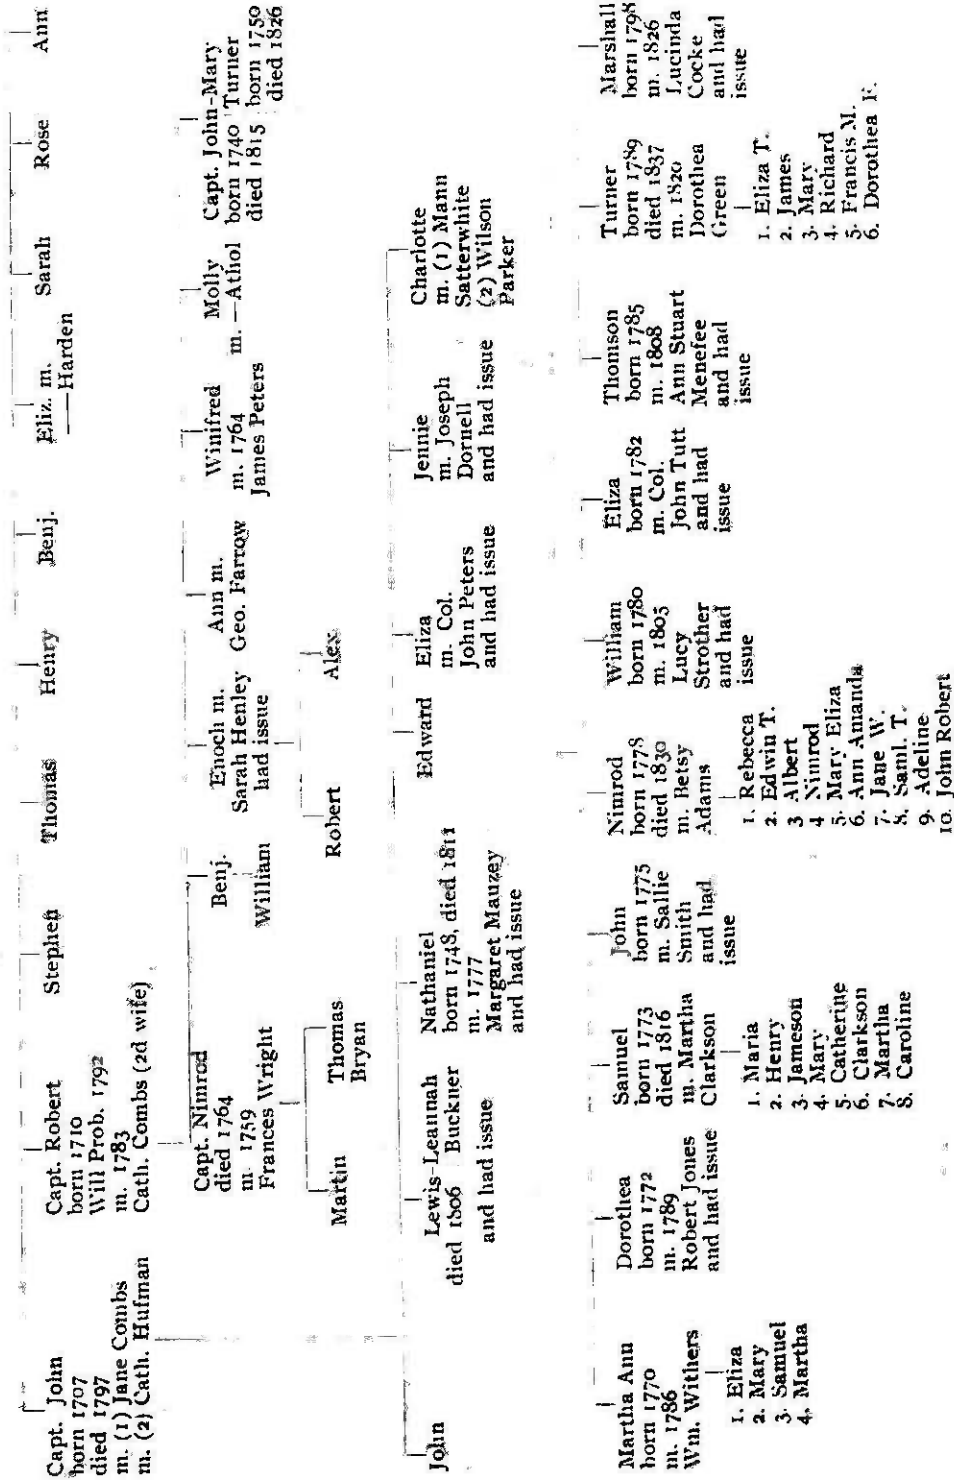 Capt. John
born 1707
died 1797
m. (1) Jane Combs
m. (2) Cath. Hufman
Capt. Robert
born 1710
Will Prob. 1792
m. 1783
Cath. Combs (2d wife)
Stephen
Thomas
Henry
Benj.
Eliz. m.
—Harden
Sarah
Rose
Ann
Capt. Nimrod
died 1764
m. 1759
Frances Wright
Benj.
William
Enoch m.
Sarah Henley
had issue
Ann m.
Geo. Farrow
Winifred
m. 1764
James Peters
Molly
m. —Athol
Capt. John-Mary
born 1740 Turner
died 1815 born 1750
died 1826
Martin
Thomas
Bryan
Robert
Alex.
John
Lewis-Leannah
died 1806 Buckner
and had issue
Nathaniel
born 1748, died 1811
m. 1777
Margaret Mauzey
and had issue
Edward
Eliza
m. Col.
John Peters
and had issue
Jennie
m. Joseph
Dornell
and had issue
Charlotte
m. (1) Mann
Satterwhite
(2) Wilson
Parker
Martha Ann
born 1770
m. 1786
Wm. Withers
1. Eliza
2. Mary
3. Samuel
4. Martha
Dorothea
born 1772
m. 1789
Robert Jones
and had issue
Samuel
born 1773
died 1816
m. Martha
Clarkson
1. Maria
2. Henry
3. Jameson
4. Mary
5. Catherine
6. Clarkson
7. Martha
8. Caroline
John
born 1775
m. Sallie
Smith
and had
issue
Nimrod
born 1778
died 1830
m. Betsy
Adams
1. Rebecca
2. Edwin T.
3 Albert
4 Nimrod
5. Mary Eliza
6. Ann Amanda
7. Jane W.
8. Saml. T.
9. Adeline
10. John Robert
William
born 1780
m. 1805
Lucy
Strother
and had
issue
Eliza
born 1782
m. Col.
John Tutt
and had
issue
Thomson
born 1785
m. 1808
Ann Stuart
Menefee
and had
issue
Turner
born 1789
died 1837
m. 1820
Dorothea
Green
1. Eliza T.
2. James
3. Mary
4. Richard
5. Francis M.
6. Dorothea F.
Marshall
born 1798
m. 1826
Lucinda
Cocke
and had
issue